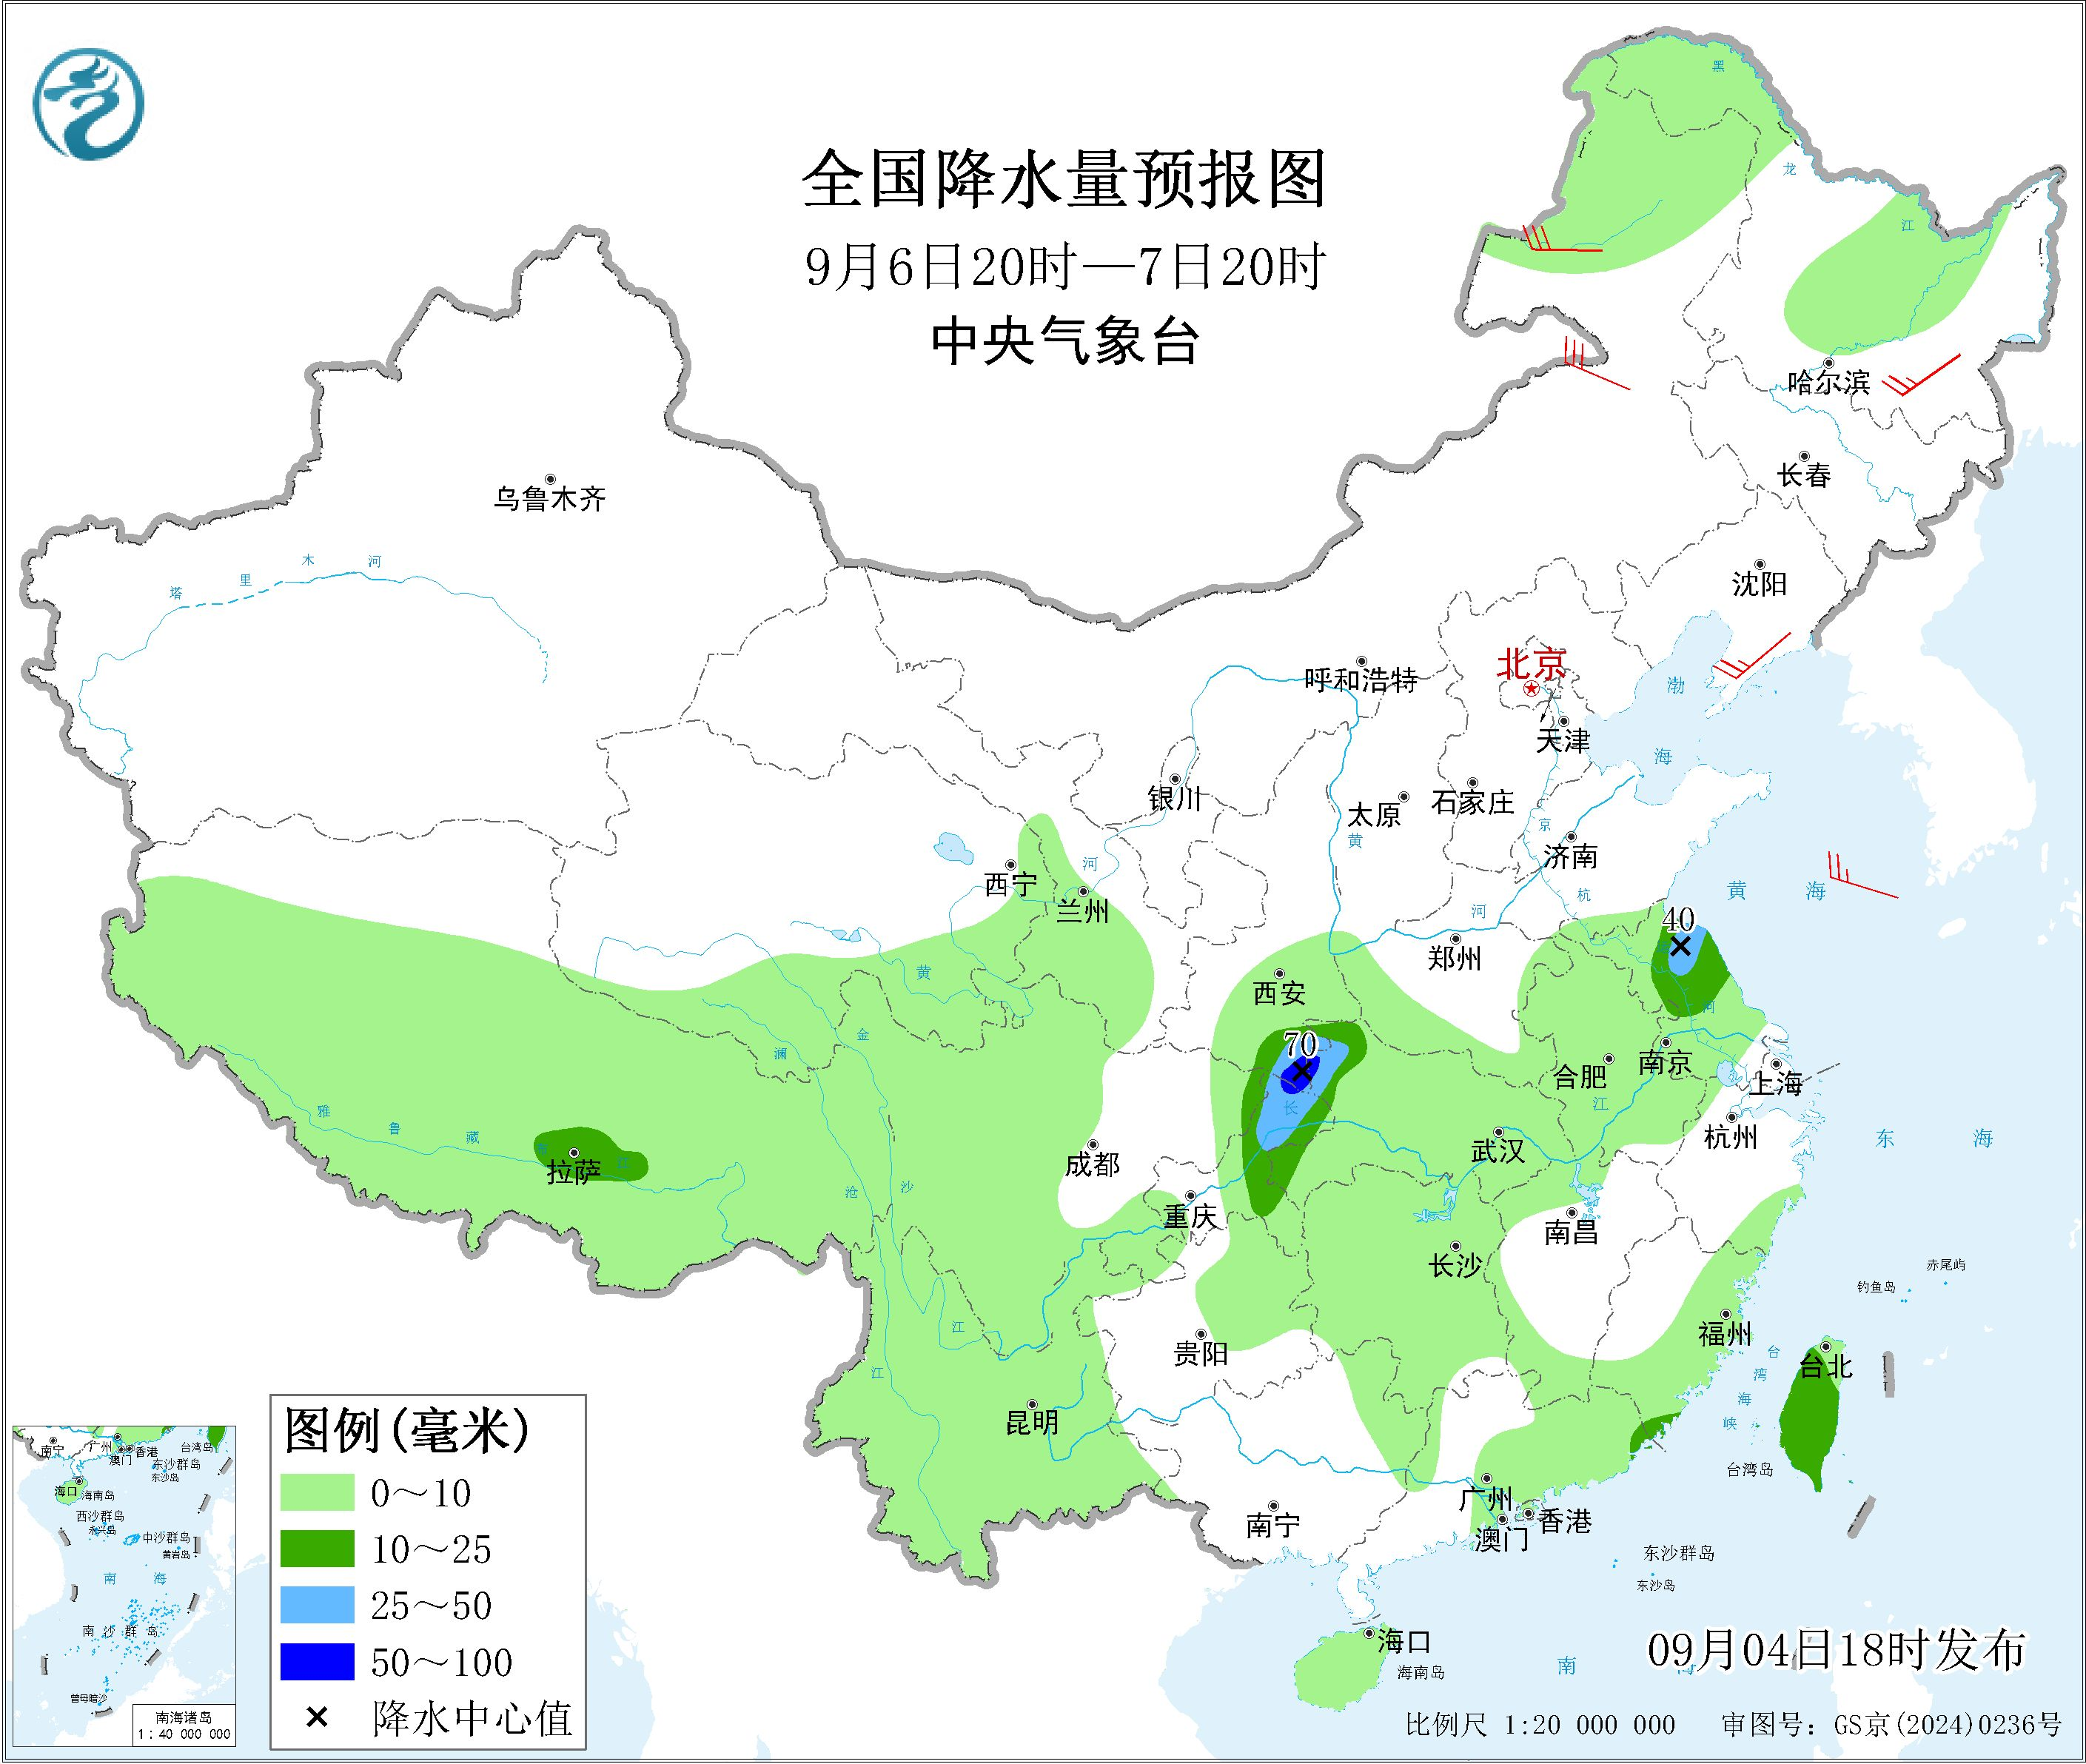 全国降水量预报图
9月6日20时—7日20时
中央气象台
黑
龙
江
哈尔滨
长春
沈阳
乌鲁木齐
塔里木河
呼和浩特
北京
天津
渤海
银川
太原
石家庄
济南
京
杭
河
黄
河
西宁
兰州
黄海
40
郑州
河
西安
黄
金
沙
江
澜
沧
江
70
合肥
南京
上海
江
长
雅鲁藏
江
拉萨
成都
武汉
杭州
东海
重庆
南昌
长沙
赤尾屿
钓鱼岛
福州
贵阳
台湾海峡
台北
昆明
台湾岛
广州
香港
澳门
南宁
东沙群岛
东沙岛
海口
海南岛
南海
图例(毫米)
0～10
10～25
25～50
50～100
降水中心值
南宁
广州
香港
澳门
台湾岛
东沙群岛
东沙岛
海口
海南岛
西沙群岛
永兴岛
中沙群岛
黄岩岛
南海
南沙群岛
曾母暗沙
南海诸岛
1：40 000 000
09月04日18时发布
比例尺 1:20 000 000 审图号：GS京(2024)0236号